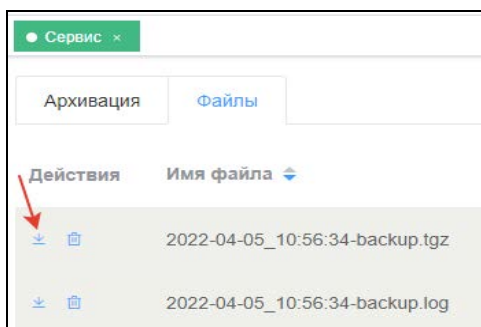 Сервис ×
Архивация Файлы
Действия Имя файла
2022-04-05_10:56:34-backup.tgz
2022-04-05_10:56:34-backup.log